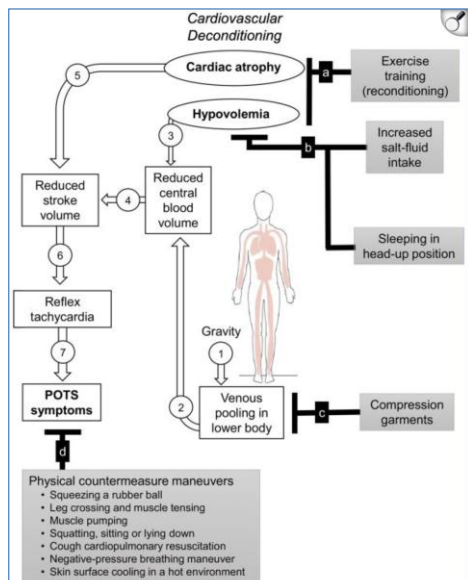 Cardiovascular
Deconditioning
5
Cardiac atrophy
a
Exercise
training
(reconditioning)
Hypovolemia
3
b
Increased
salt-fluid
intake
Reduced
stroke
volume
4
Reduced
central
blood
volume
Sleeping in
head-up position
6
Reflex
tachycardia
Gravity
1
7
POTS
symptoms
2
Venous
pooling in
lower body
c
Compression
garments
d
Physical countermeasure maneuvers
• Squeezing a rubber ball
• Leg crossing and muscle tensing
• Muscle pumping
• Squatting, sitting or lying down
• Cough cardiopulmonary resuscitation
• Negative-pressure breathing maneuver
• Skin surface cooling in a hot environment